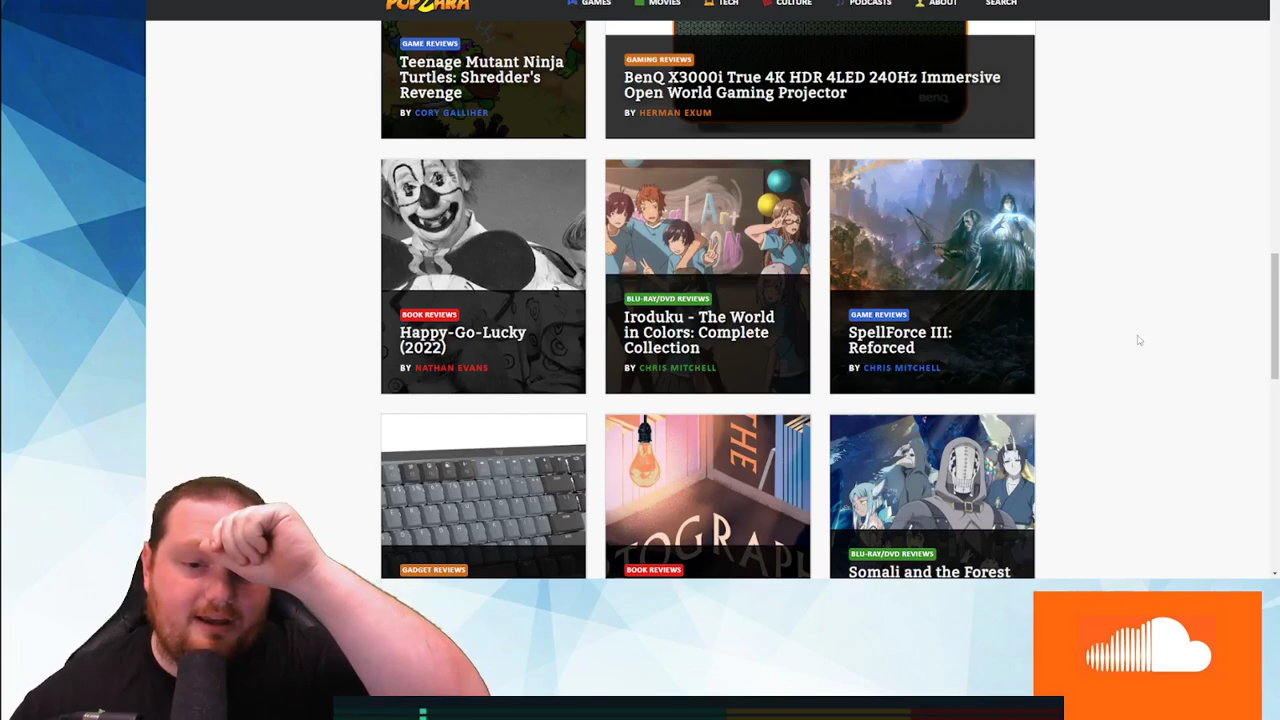 POPZARA
GAMES
MOVIES
TECH
CULTURE
PODCASTS
ABOUT
SEARCH
GAME REVIEWS
Teenage Mutant Ninja
Turtles: Shredder's
Revenge
BY CORY GALLIHER
GAMING REVIEWS
BenQ X3000i True 4K HDR 4LED 240Hz Immersive
Open World Gaming Projector
BY HERMAN EXUM
BenQ
BOOK REVIEWS
Happy-Go-Lucky
(2022)
BY NATHAN EVANS
BLU-RAY/DVD REVIEWS
Iroduku - The World
in Colors: Complete
Collection
BY CHRIS MITCHELL
GAME REVIEWS
SpellForce III:
Reforced
BY CHRIS MITCHELL
GADGET REVIEWS
THE
TOGRAPH
BOOK REVIEWS
BLU-RAY/DVD REVIEWS
Somali and the Forest